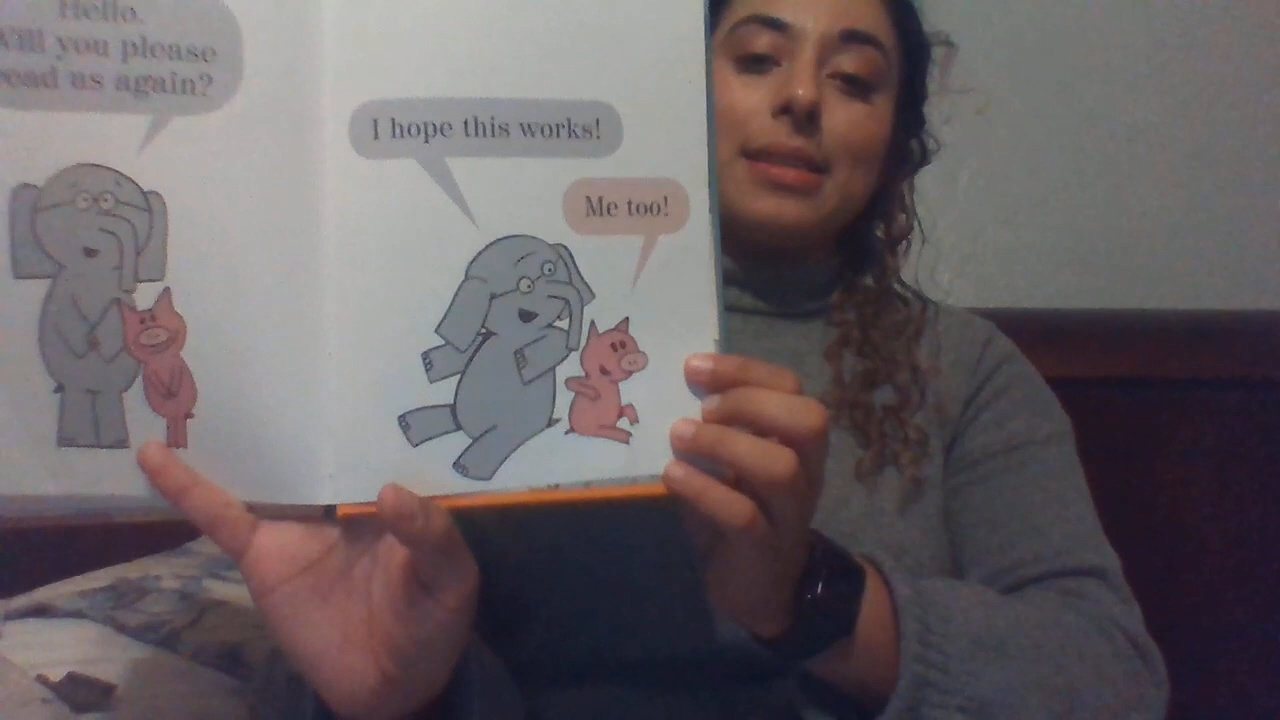 Hello.
Will you please
read us again?
I hope this works!
Me too!